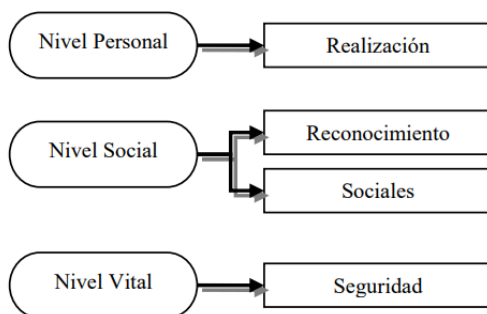 Nivel Personal
Realización
Nivel Social
Reconocimiento
Sociales
Nivel Vital
Seguridad